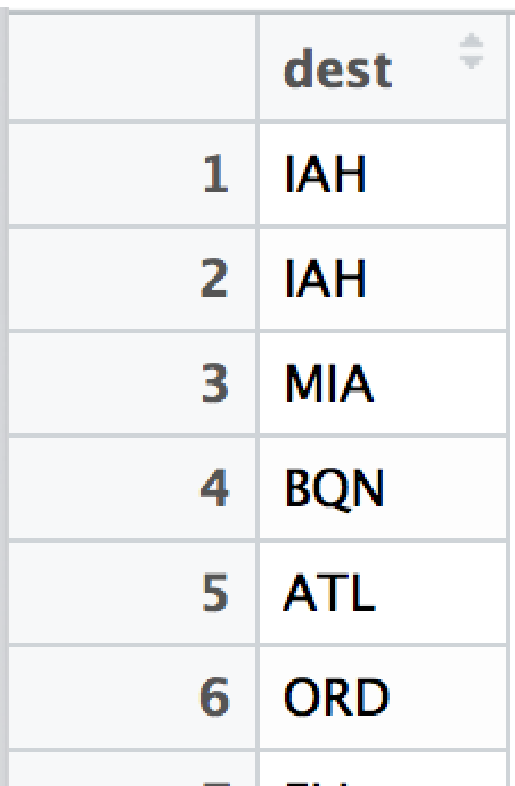 dest
1 IAH
2 IAH
3 MIA
4 BQN
5 ATL
6 ORD